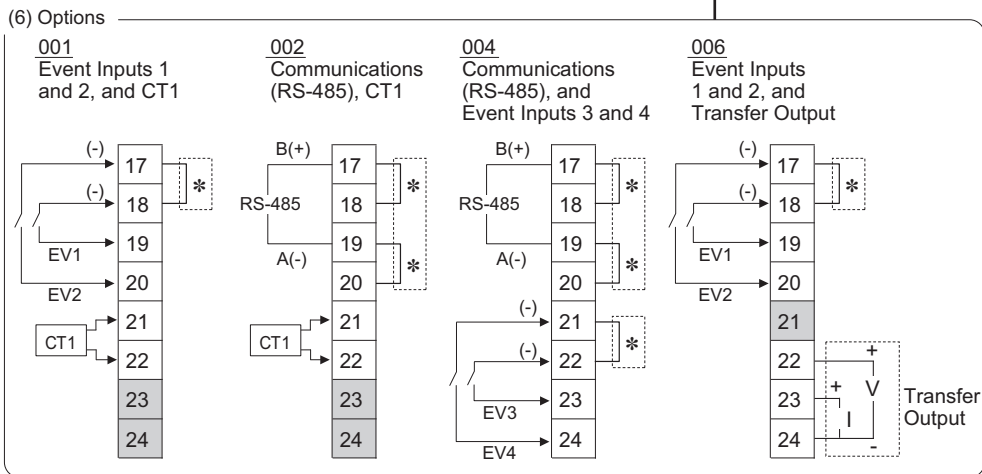 (6) Options
001
Event Inputs 1
and 2, and CT1
(-)
17
*
(-)
18
19
EV1
20
EV2
21
CT1
22
23
24
002
Communications
(RS-485), CT1
B(+)
17
*
18
RS-485
19
A(-)
*
20
21
CT1
22
23
24
004
Communications
(RS-485), and
Event Inputs 3 and 4
B(+)
17
*
18
RS-485
19
A(-)
*
20
(-)
21
*
(-)
22
23
EV3
24
EV4
006
Event Inputs
1 and 2, and
Transfer Output
(-)
17
*
(-)
18
19
EV1
20
EV2
21
22
+
23
+
V
I
24
-
Transfer
Output